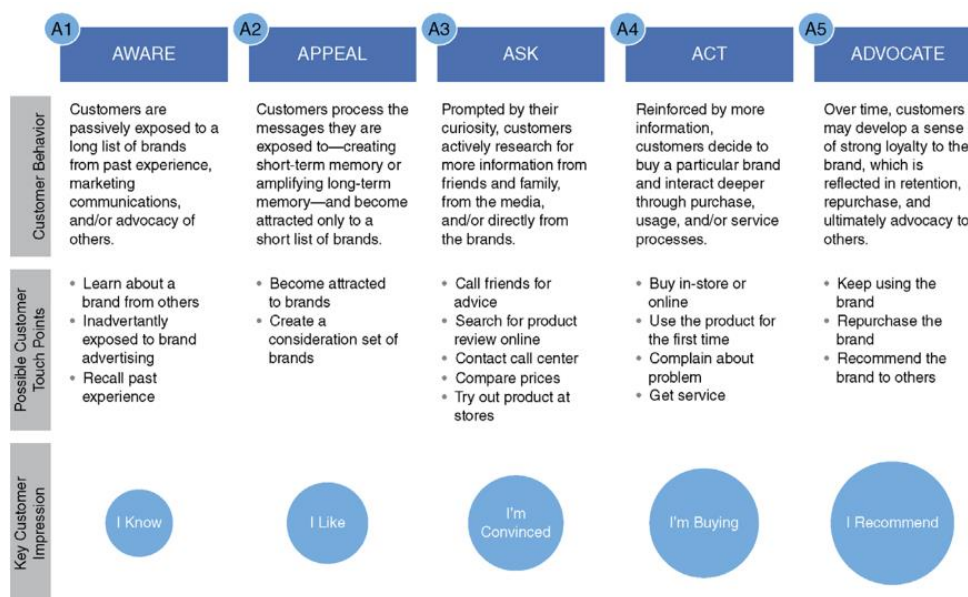 A1
AWARE
A2
APPEAL
A3
ASK
A4
ACT
A5
ADVOCATE
Customer Behavior
Customers are
passively exposed to a
long list of brands
from past experience,
marketing
communications,
and/or advocacy of
others.
Customers process the
messages they are
exposed to—creating
short-term memory or
amplifying long-term
memory—and become
attracted only to a
short list of brands.
Prompted by their
curiosity, customers
actively research for
more information from
friends and family,
from the media,
and/or directly from
the brands.
Reinforced by more
information,
customers decide to
buy a particular brand
and interact deeper
through purchase,
usage, and/or service
processes.
Over time, customers
may develop a sense
of strong loyalty to the
brand, which is
reflected in retention,
repurchase, and
ultimately advocacy to
others.
Possible Customer
Touch Points
• Learn about a
brand from others
• Inadvertantly
exposed to brand
advertising
• Recall past
experience
• Become attracted
to brands
• Create a
consideration set of
brands
• Call friends for
advice
• Search for product
review online
• Contact call center
• Compare prices
• Try out product at
stores
• Buy in-store or
online
• Use the product for
the first time
• Complain about
problem
• Get service
• Keep using the
brand
• Repurchase the
brand
• Recommend the
brand to others
Key Customer
Impression
I Know
I Like
I'm
Convinced
I'm Buying
I Recommend